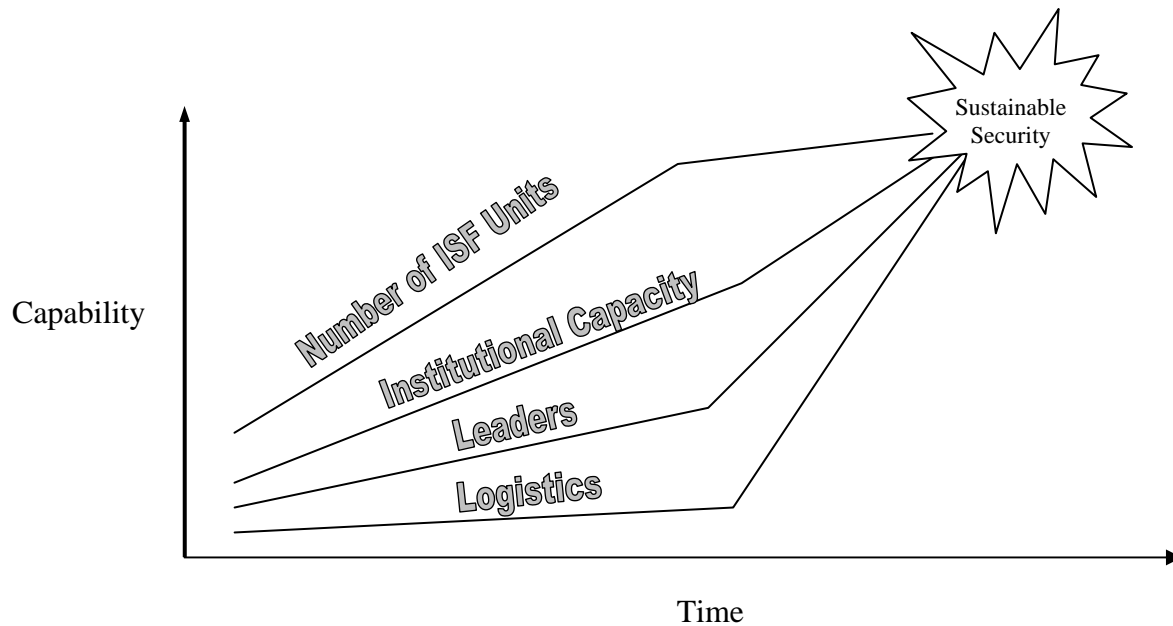 Sustainable
Security
Number of ISF Units
Institutional Capacity
Capability
Leaders
Logistics
Time